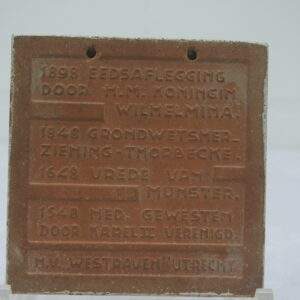 1898 EEDSAFLEGGING
DOOR H.M. KONINGIN
WILHELMINA.
1848 GRONDWETSHER-
ZIENING-THORBECKE.
1648 VREDE VAN
MUNSTER.
1548 NED. GEWESTEN
DOOR KAREL V VERENIGD.
N.V. "WESTRAVEN" UTRECHT